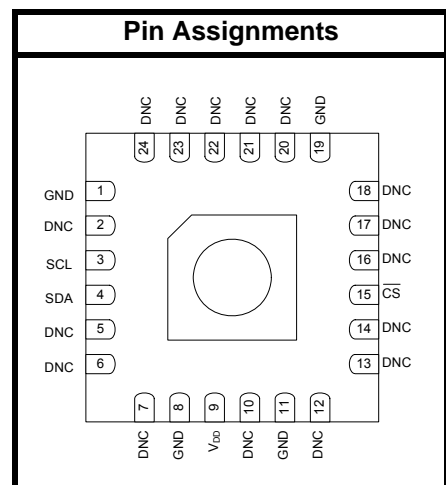 Pin Assignments
DNC DNC DNC DNC DNC GND
24 23 22 21 20 19
GND 1 18 DNC
DNC 2 17 DNC
SCL 3 16 DNC
SDA 4 15 CS
DNC 5 14 DNC
DNC 6 13 DNC
7 8 9 10 11 12
DNC GND VDD DNC GND DNC